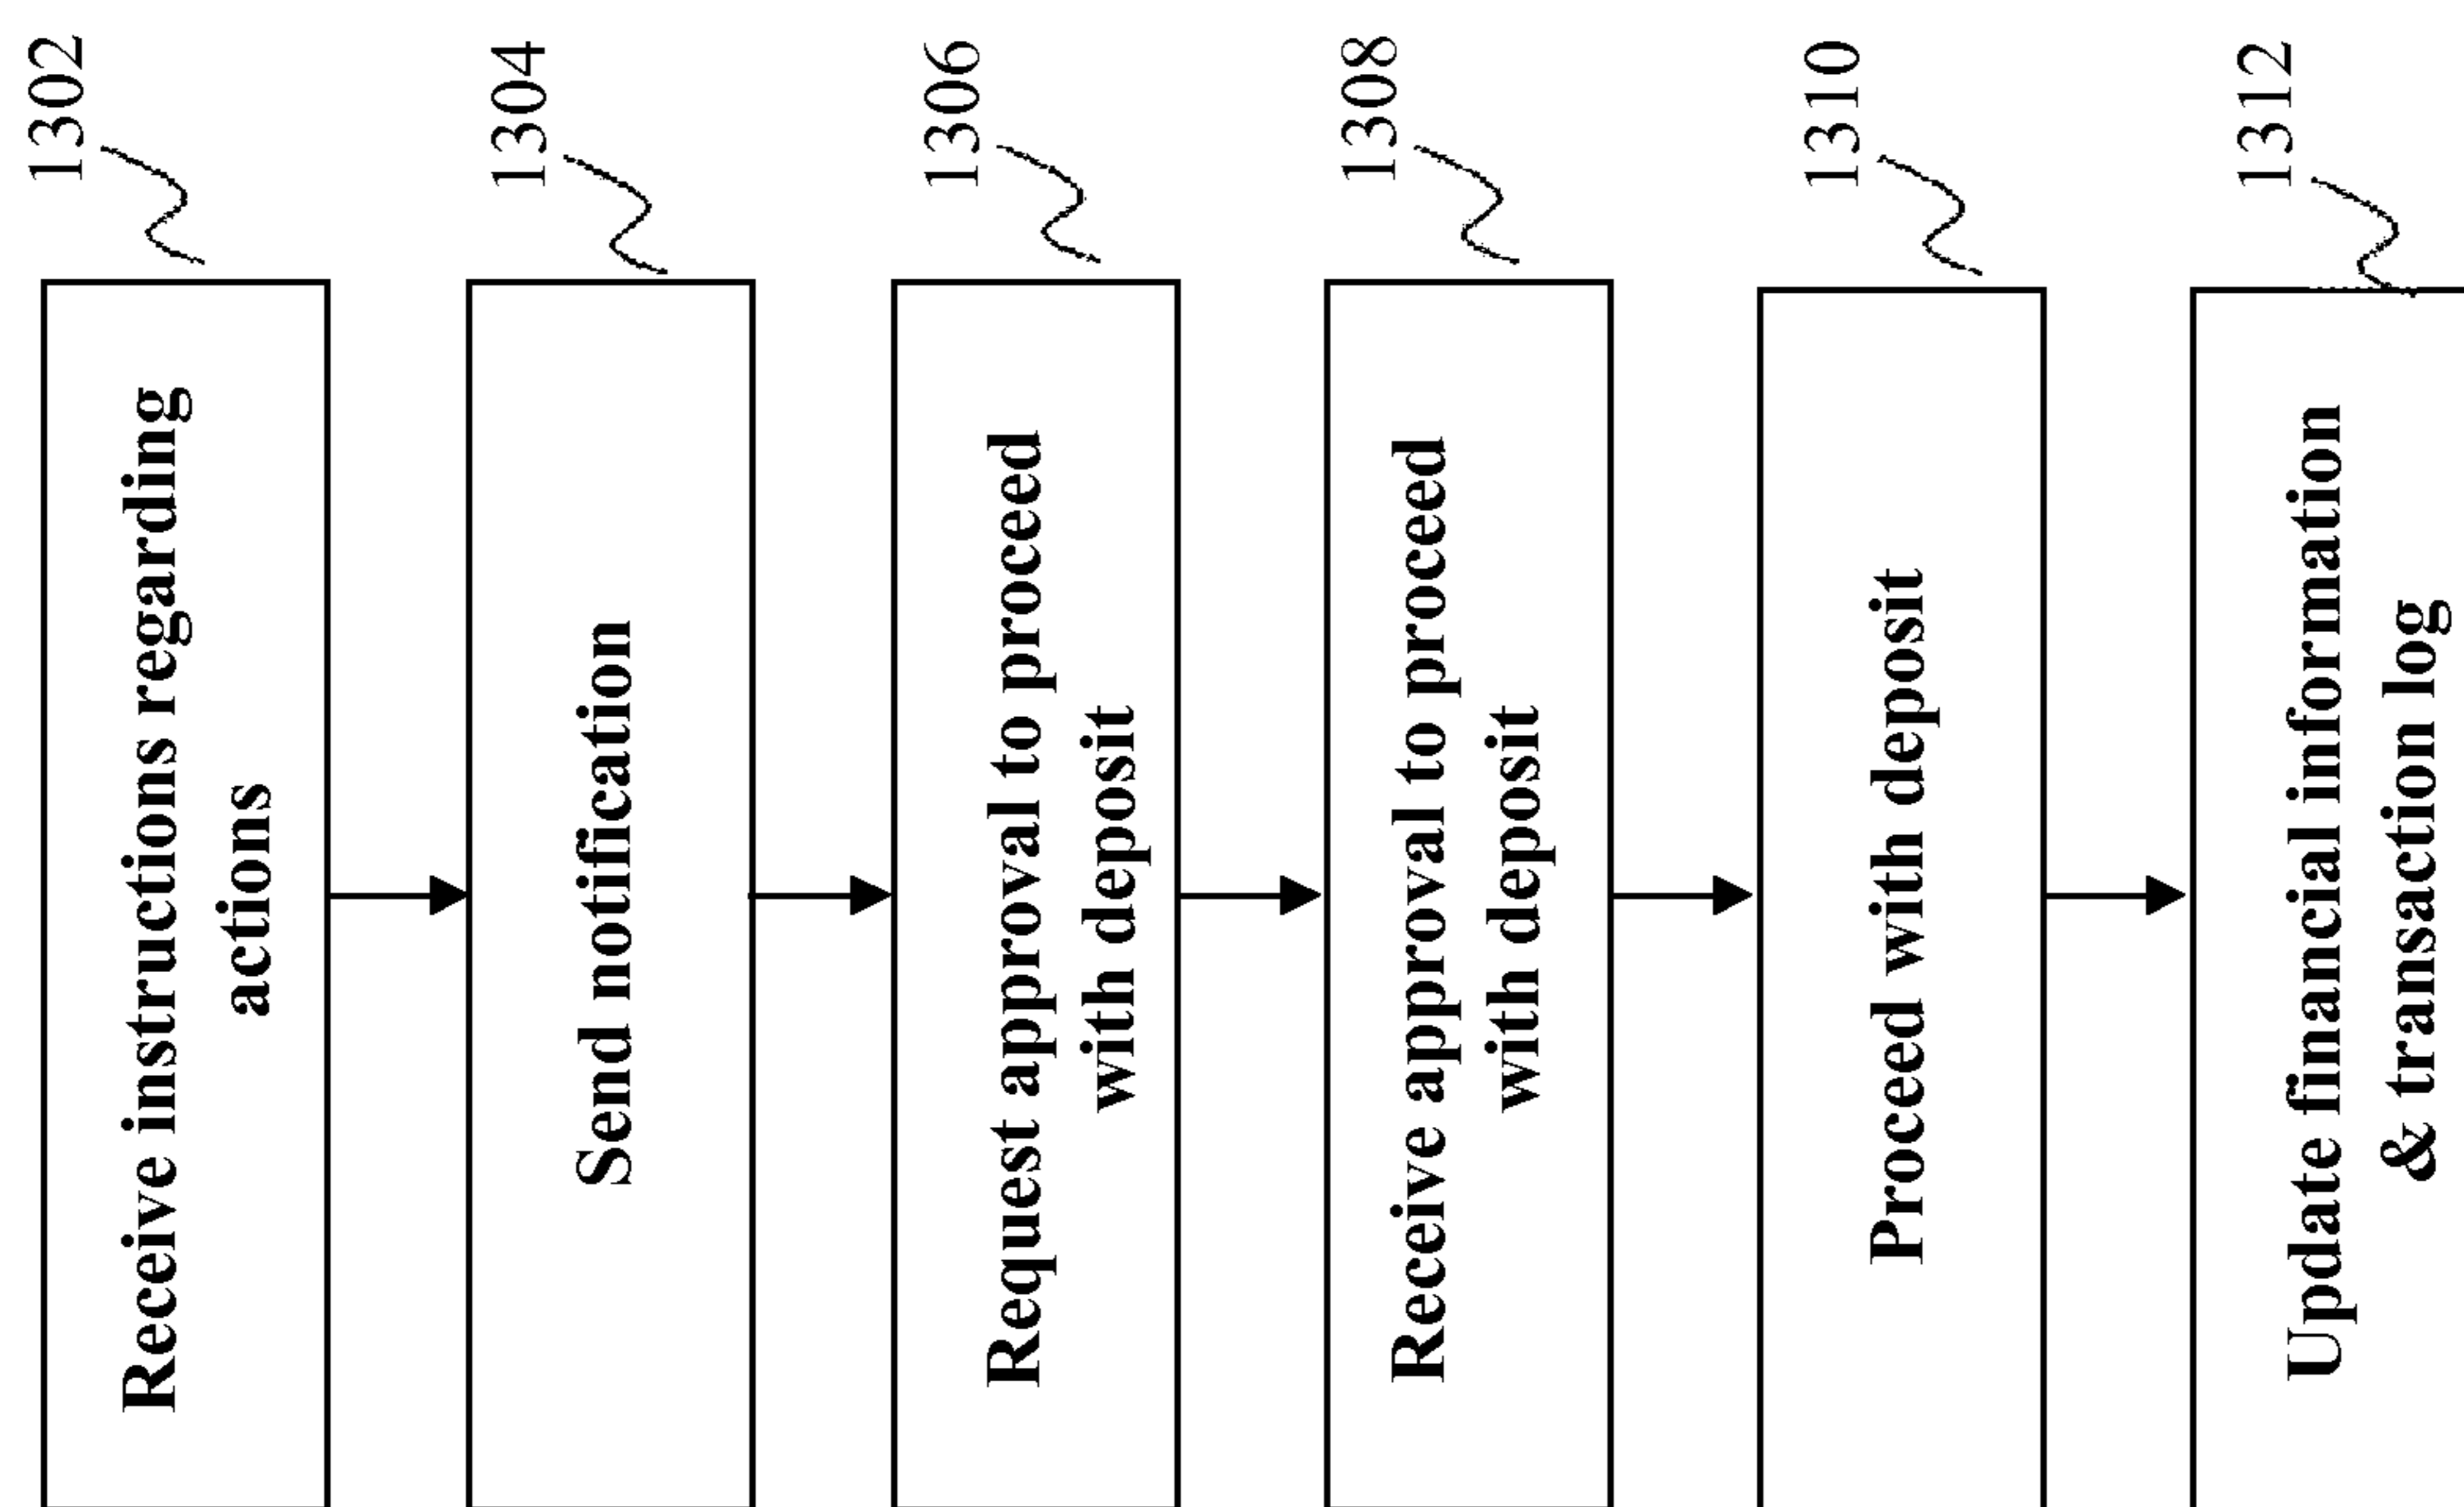 1302
Receive instructions regarding
actions
1304
Send notification
1306
Request approval to proceed
with deposit
1308
Receive approval to proceed
with deposit
1310
Proceed with deposit
1312
Update financial information
& transaction log